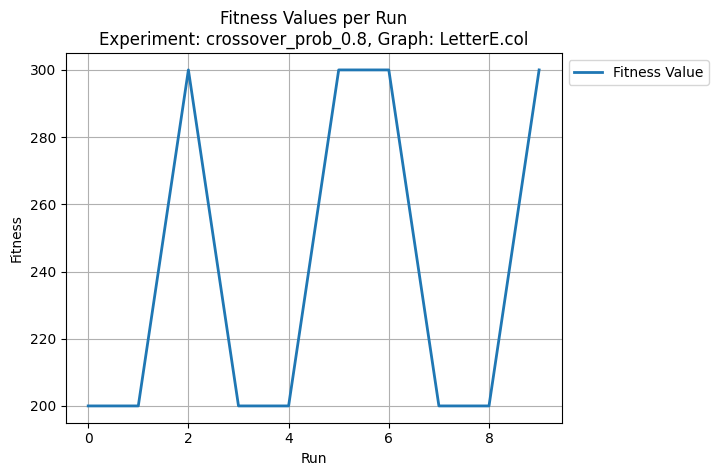 Fitness Values per Run
Experiment: crossover_prob_0.8, Graph: LetterE.col
Fitness Value
300
280
260
240
220
200
Fitness
0 2 4 6 8
Run